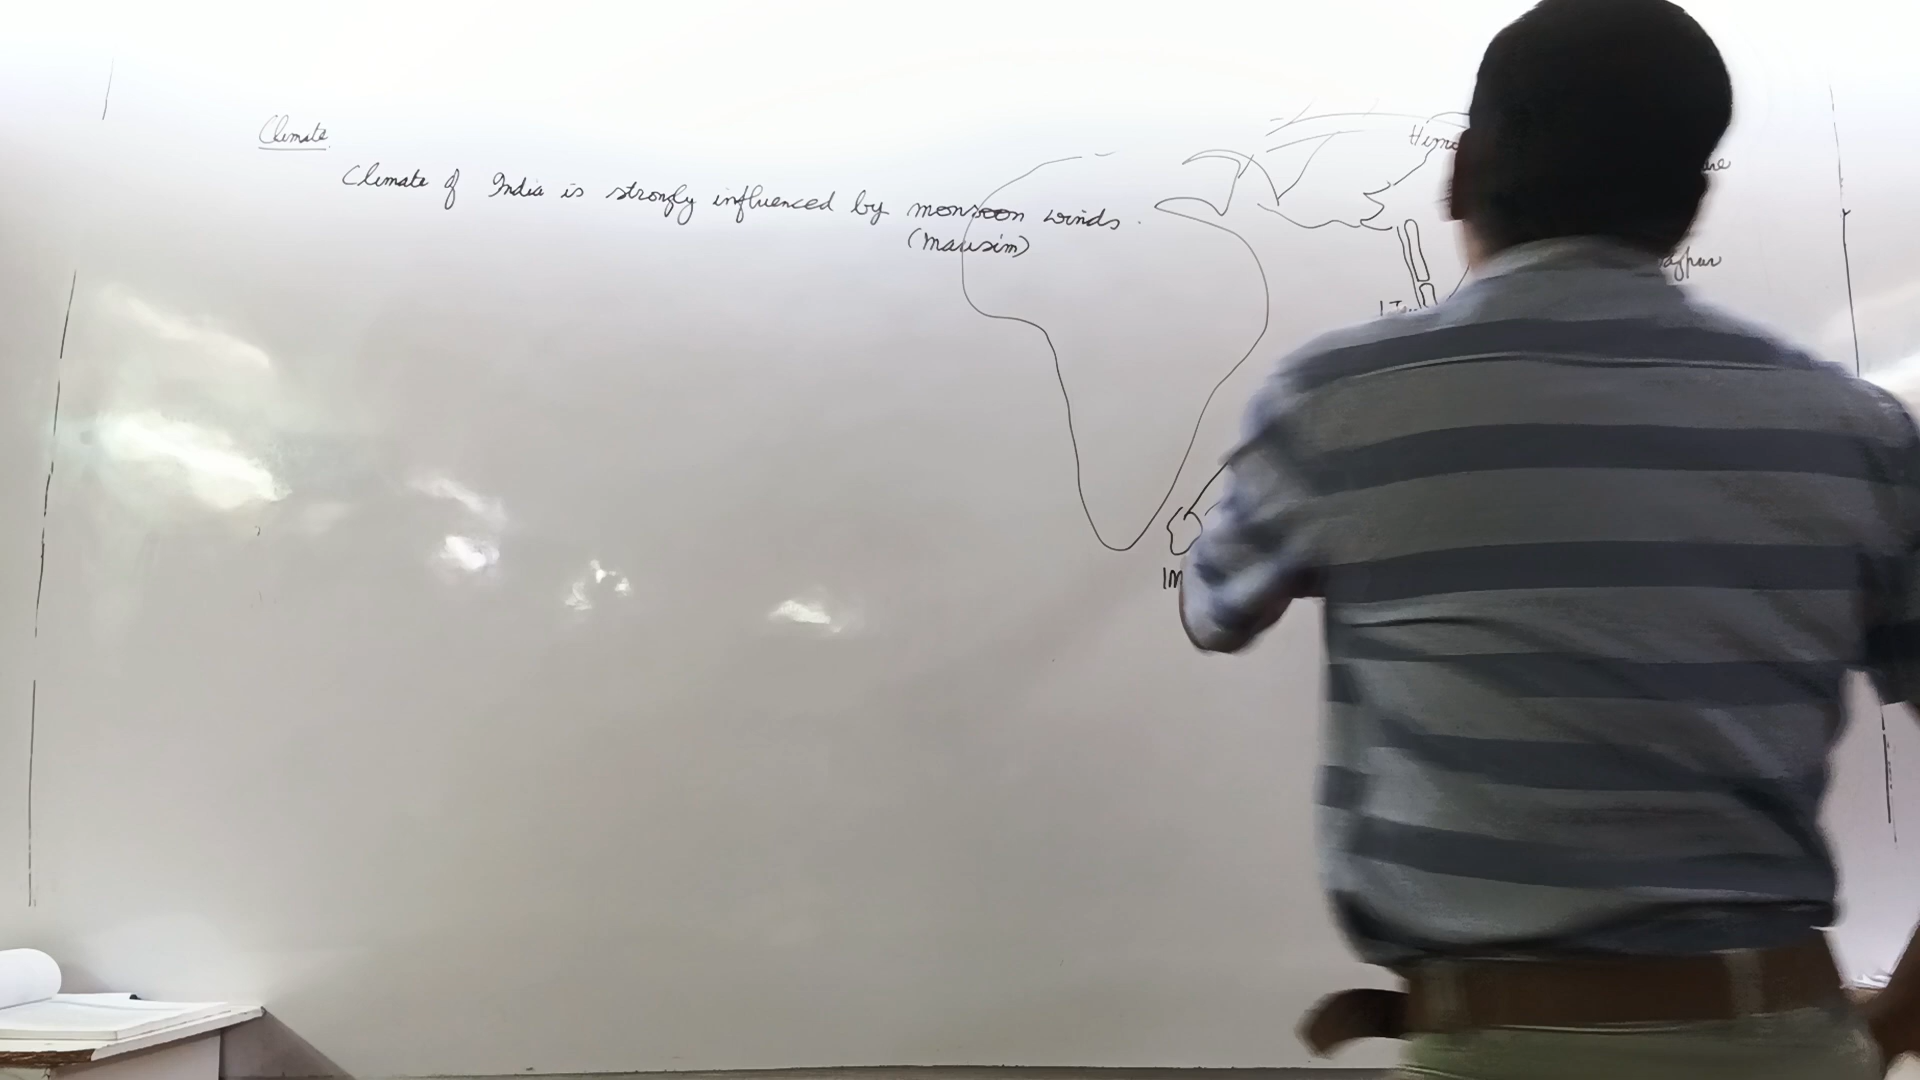 Climate
Climate of India is strongly influenced by monsoon winds.
(Mausim)